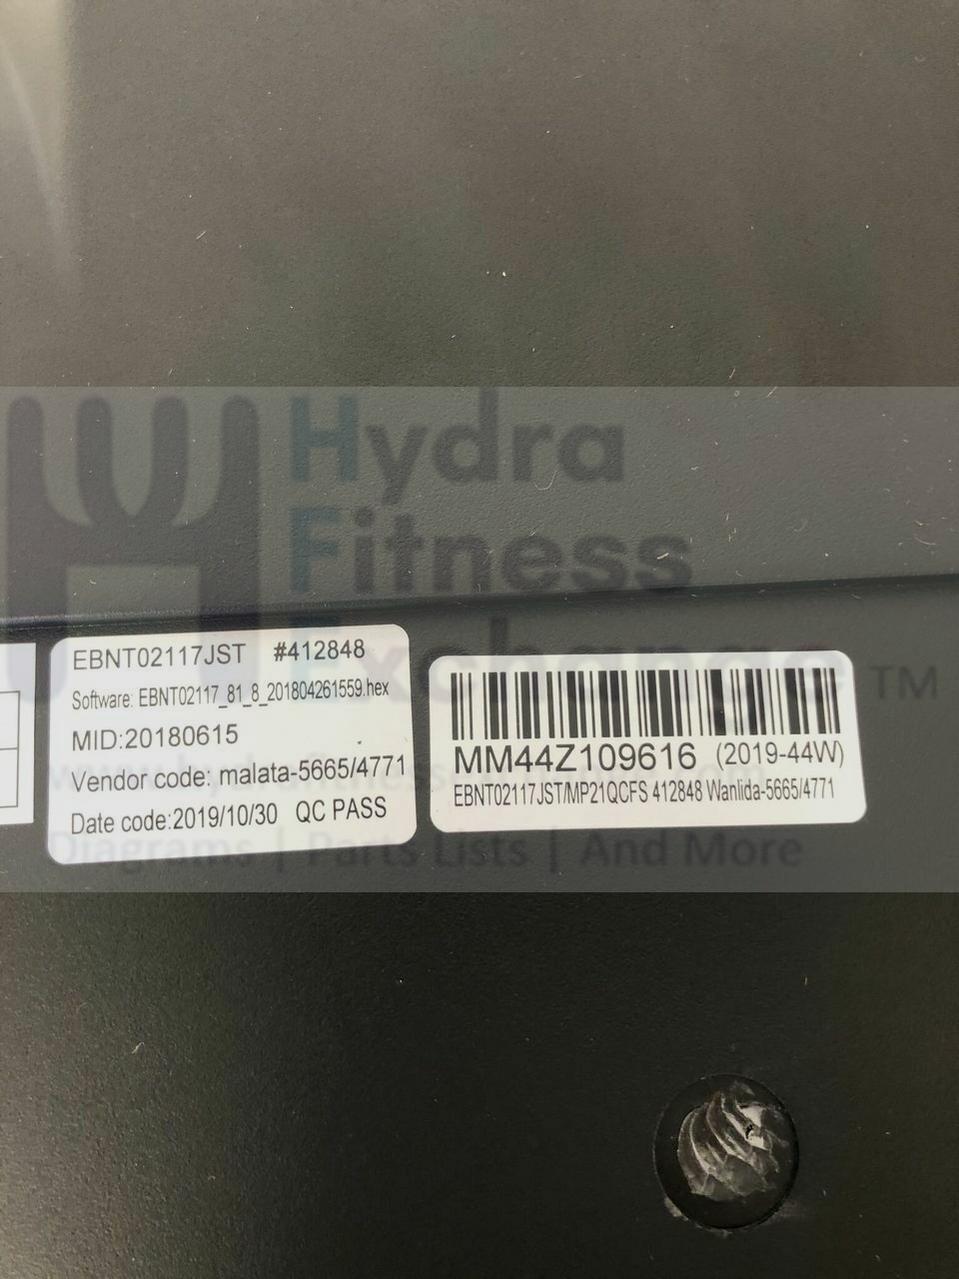 Hydra
Fitness
Exchange TM
EBNT02117JST #412848
Software: EBNT02117_81_8_201804261559.hex
MID:20180615
Vendor code: malata-5665/4771
Date code:2019/10/30 QC PASS
MM44Z109616 (2019-44W)
EBNT02117JST/MP21QCFS 412848 Wanlida-5665/4771
Diagrams | Parts Lists | And More